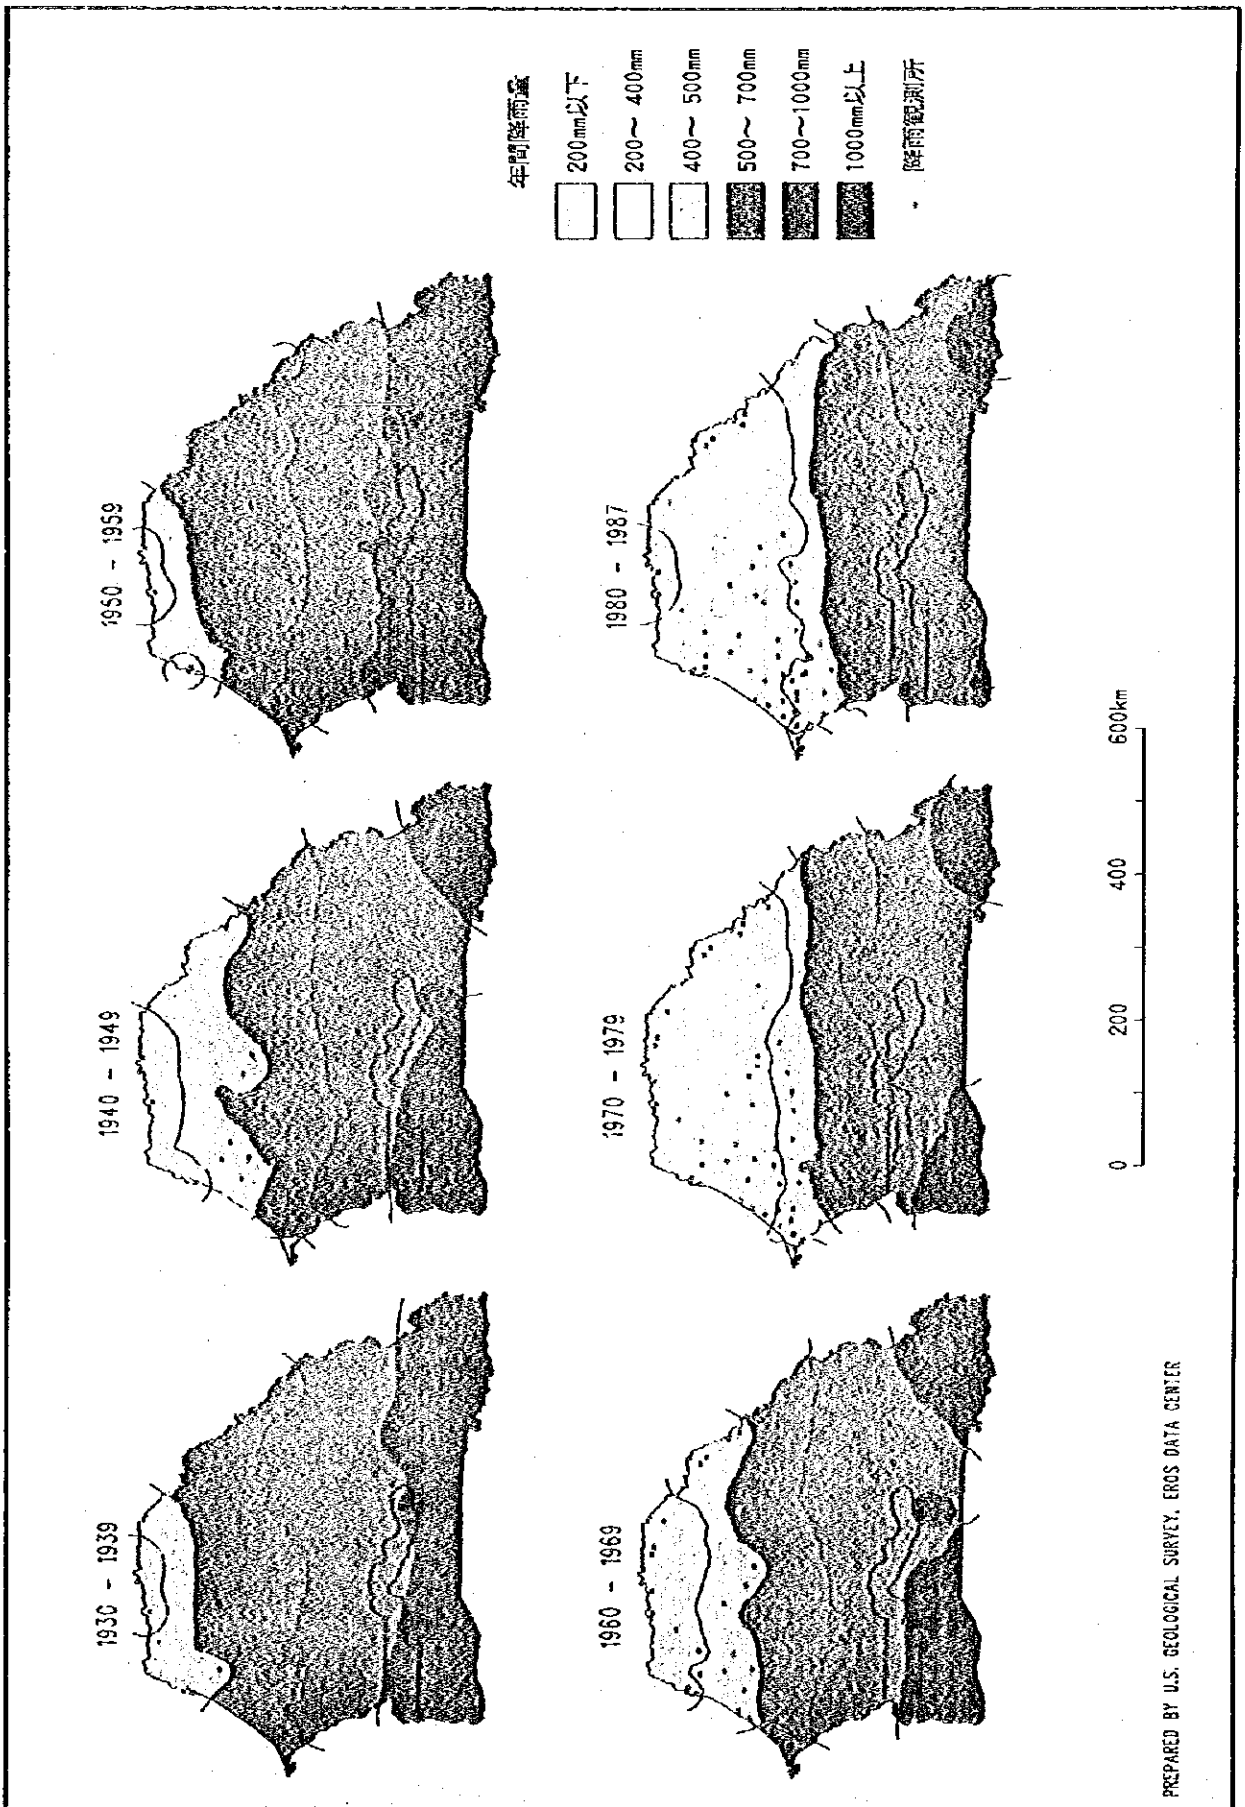 1930 - 1939
1940 - 1949
1950 - 1959
1960 - 1969
1970 - 1979
1980 - 1987
年間降雨量
200mm以下
200～ 400mm
400～ 500mm
500～ 700mm
700～1000mm
1000mm以上
降雨観測所
0 200 400 600km
PREPARED BY U.S. GEOLOGICAL SURVEY, EROS DATA CENTER